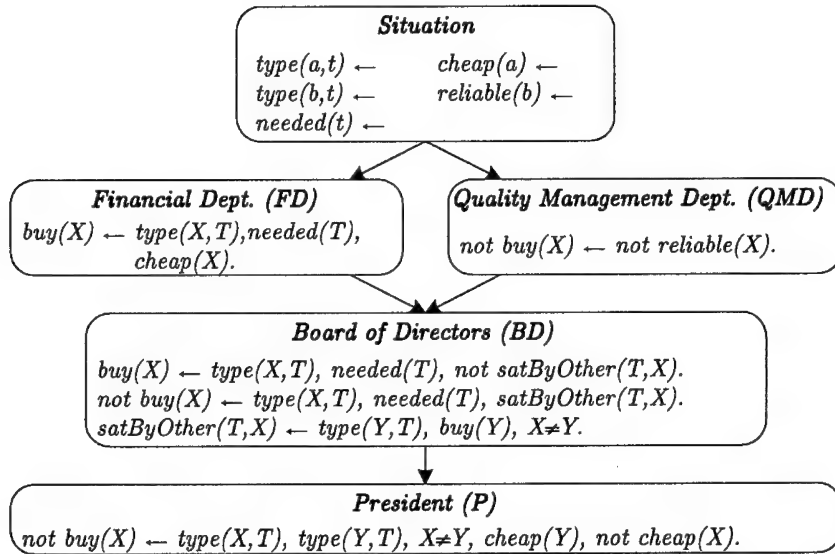 Situation
type(a,t) ← cheap(a) ←
type(b,t) ← reliable(b) ←
needed(t) ←
Financial Dept. (FD)
buy(X) ← type(X,T),needed(T),
cheap(X).
Quality Management Dept. (QMD)
not buy(X) ← not reliable(X).
Board of Directors (BD)
buy(X) ← type(X,T), needed(T), not satByOther(T,X).
not buy(X) ← type(X,T), needed(T), satByOther(T,X).
satByOther(T,X) ← type(Y,T), buy(Y), X≠Y.
President (P)
not buy(X) ← type(X,T), type(Y,T), X≠Y, cheap(Y), not cheap(X).